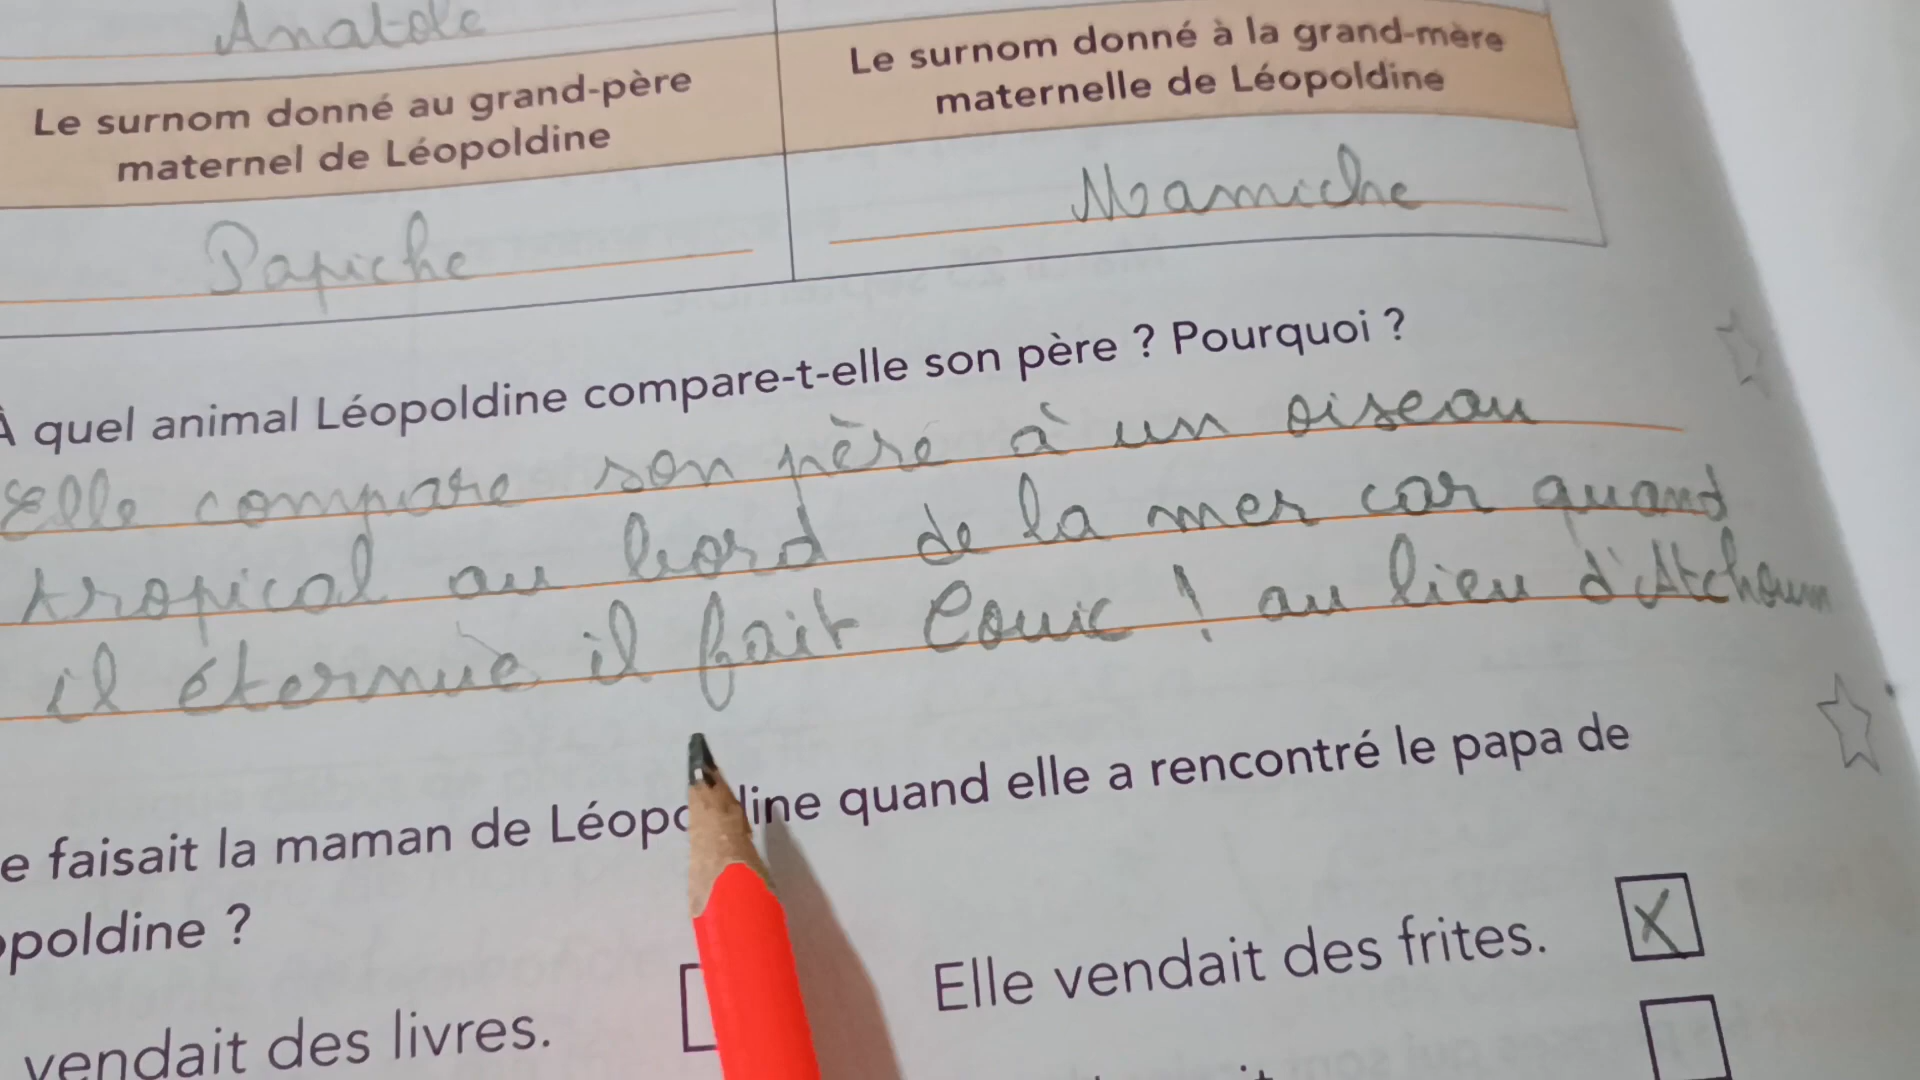 Anatole
Le surnom donné au grand-père
maternel de Léopoldine
Le surnom donné à la grand-mère
maternelle de Léopoldine
Papiche
Mamiche
À quel animal Léopoldine compare-t-elle son père ? Pourquoi ?
Elle compare son père à un oiseau
tropical au bord de la mer car quand
il éternue il fait Couic ! au lieu d'Atchoum
e faisait la maman de Léopo line quand elle a rencontré le papa de
opoldine ?
Elle vendait des frites. X
vendait des livres.